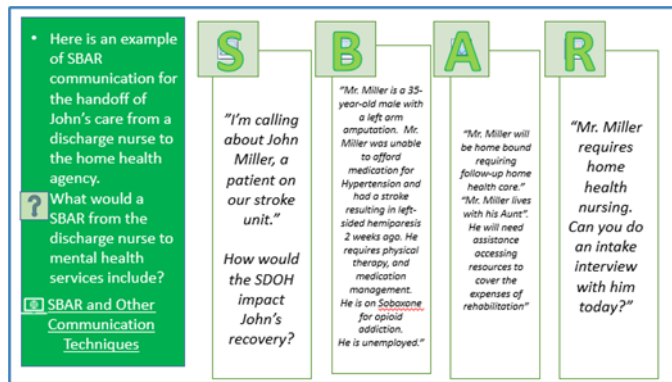 • Here is an example
of SBAR
communication for
the handoff of
John's care from a
discharge nurse to
the home health
agency.
? What would a
SBAR from the
discharge nurse to
mental health
services include?
SBAR and Other
Communication
Techniques
S
"I'm calling
about John
Miller, a
patient on
our stroke
unit."
How would
the SDOH
impact
John's
recovery?
B
"Mr. Miller is a 35-
year-old male with
a left arm
amputation. Mr.
Miller was unable
to afford
medication for
Hypertension and
had a stroke
resulting in left-
sided hemiparesis
2 weeks ago. He
requires physical
therapy, and
medication
management.
He is on Soboxone
for opioid
addiction.
He is unemployed."
A
"Mr. Miller will
be home bound
requiring
follow-up home
health care."
"Mr. Miller lives
with his Aunt".
He will need
assistance
accessing
resources to
cover the
expenses of
rehabilitation"
R
"Mr. Miller
requires
home
health
nursing.
Can you do
an intake
interview
with him
today?"